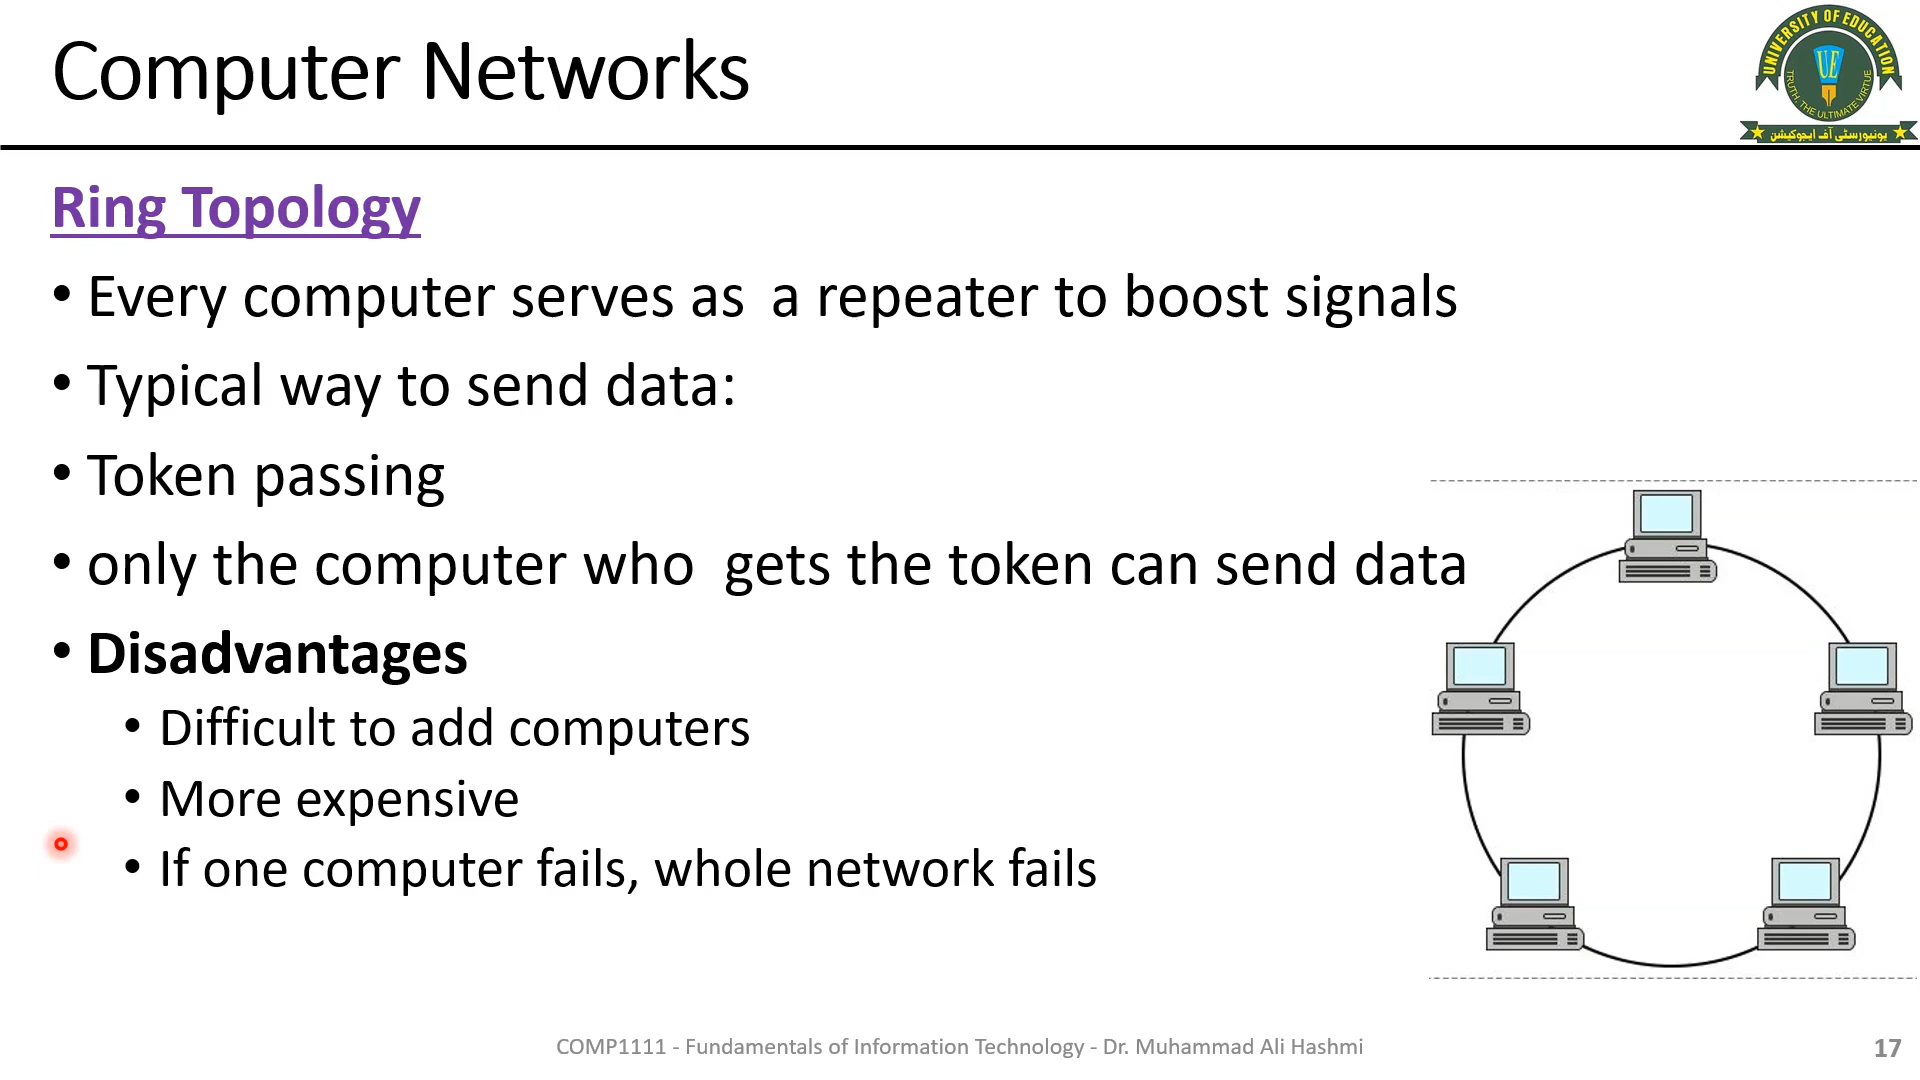 Computer Networks
UNIVERSITY OF EDUCATION
UE
TRUTH, THE ULTIMATE VIRTUE
یونیورسٹی آف ایجوکیشن
Ring Topology
• Every computer serves as a repeater to boost signals
• Typical way to send data:
• Token passing
• only the computer who gets the token can send data
• Disadvantages
• Difficult to add computers
• More expensive
• If one computer fails, whole network fails
COMP1111 - Fundamentals of Information Technology - Dr. Muhammad Ali Hashmi
17